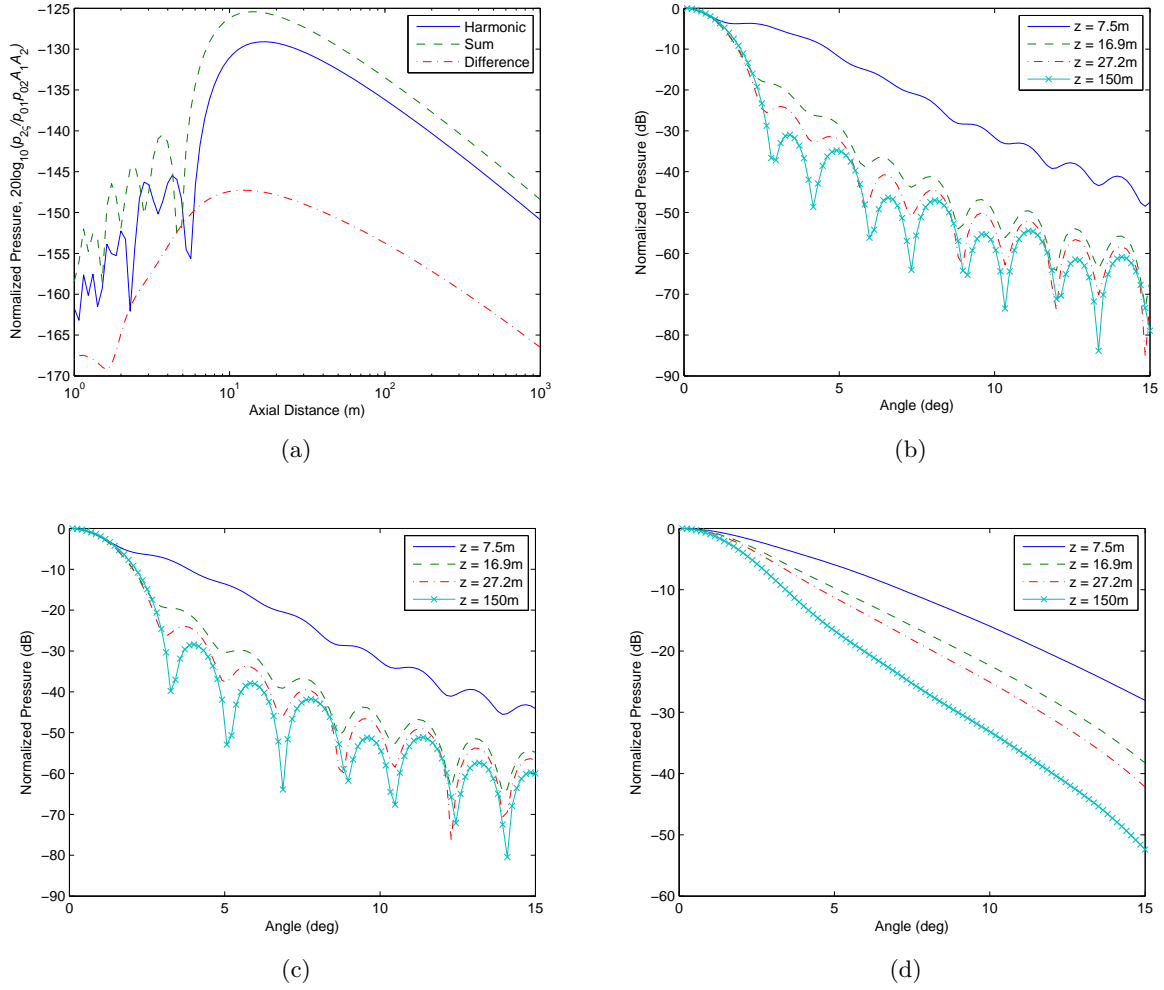 −125
−130
−135
−140
−145
−150
−155
−160
−165
−170
Normalized Pressure, 20log10(p2ς/p01p02A1A2)
Harmonic
Sum
Difference
10^0 10^1 10^2 10^3
Axial Distance (m)
(a)
0
−10
−20
−30
−40
−50
−60
−70
−80
−90
Normalized Pressure (dB)
z = 7.5m
z = 16.9m
z = 27.2m
z = 150m
0 5 10 15
Angle (deg)
(b)
0
−10
−20
−30
−40
−50
−60
−70
−80
−90
Normalized Pressure (dB)
z = 7.5m
z = 16.9m
z = 27.2m
z = 150m
0 5 10 15
Angle (deg)
(c)
0
−10
−20
−30
−40
−50
−60
Normalized Pressure (dB)
z = 7.5m
z = 16.9m
z = 27.2m
z = 150m
0 5 10 15
Angle (deg)
(d)